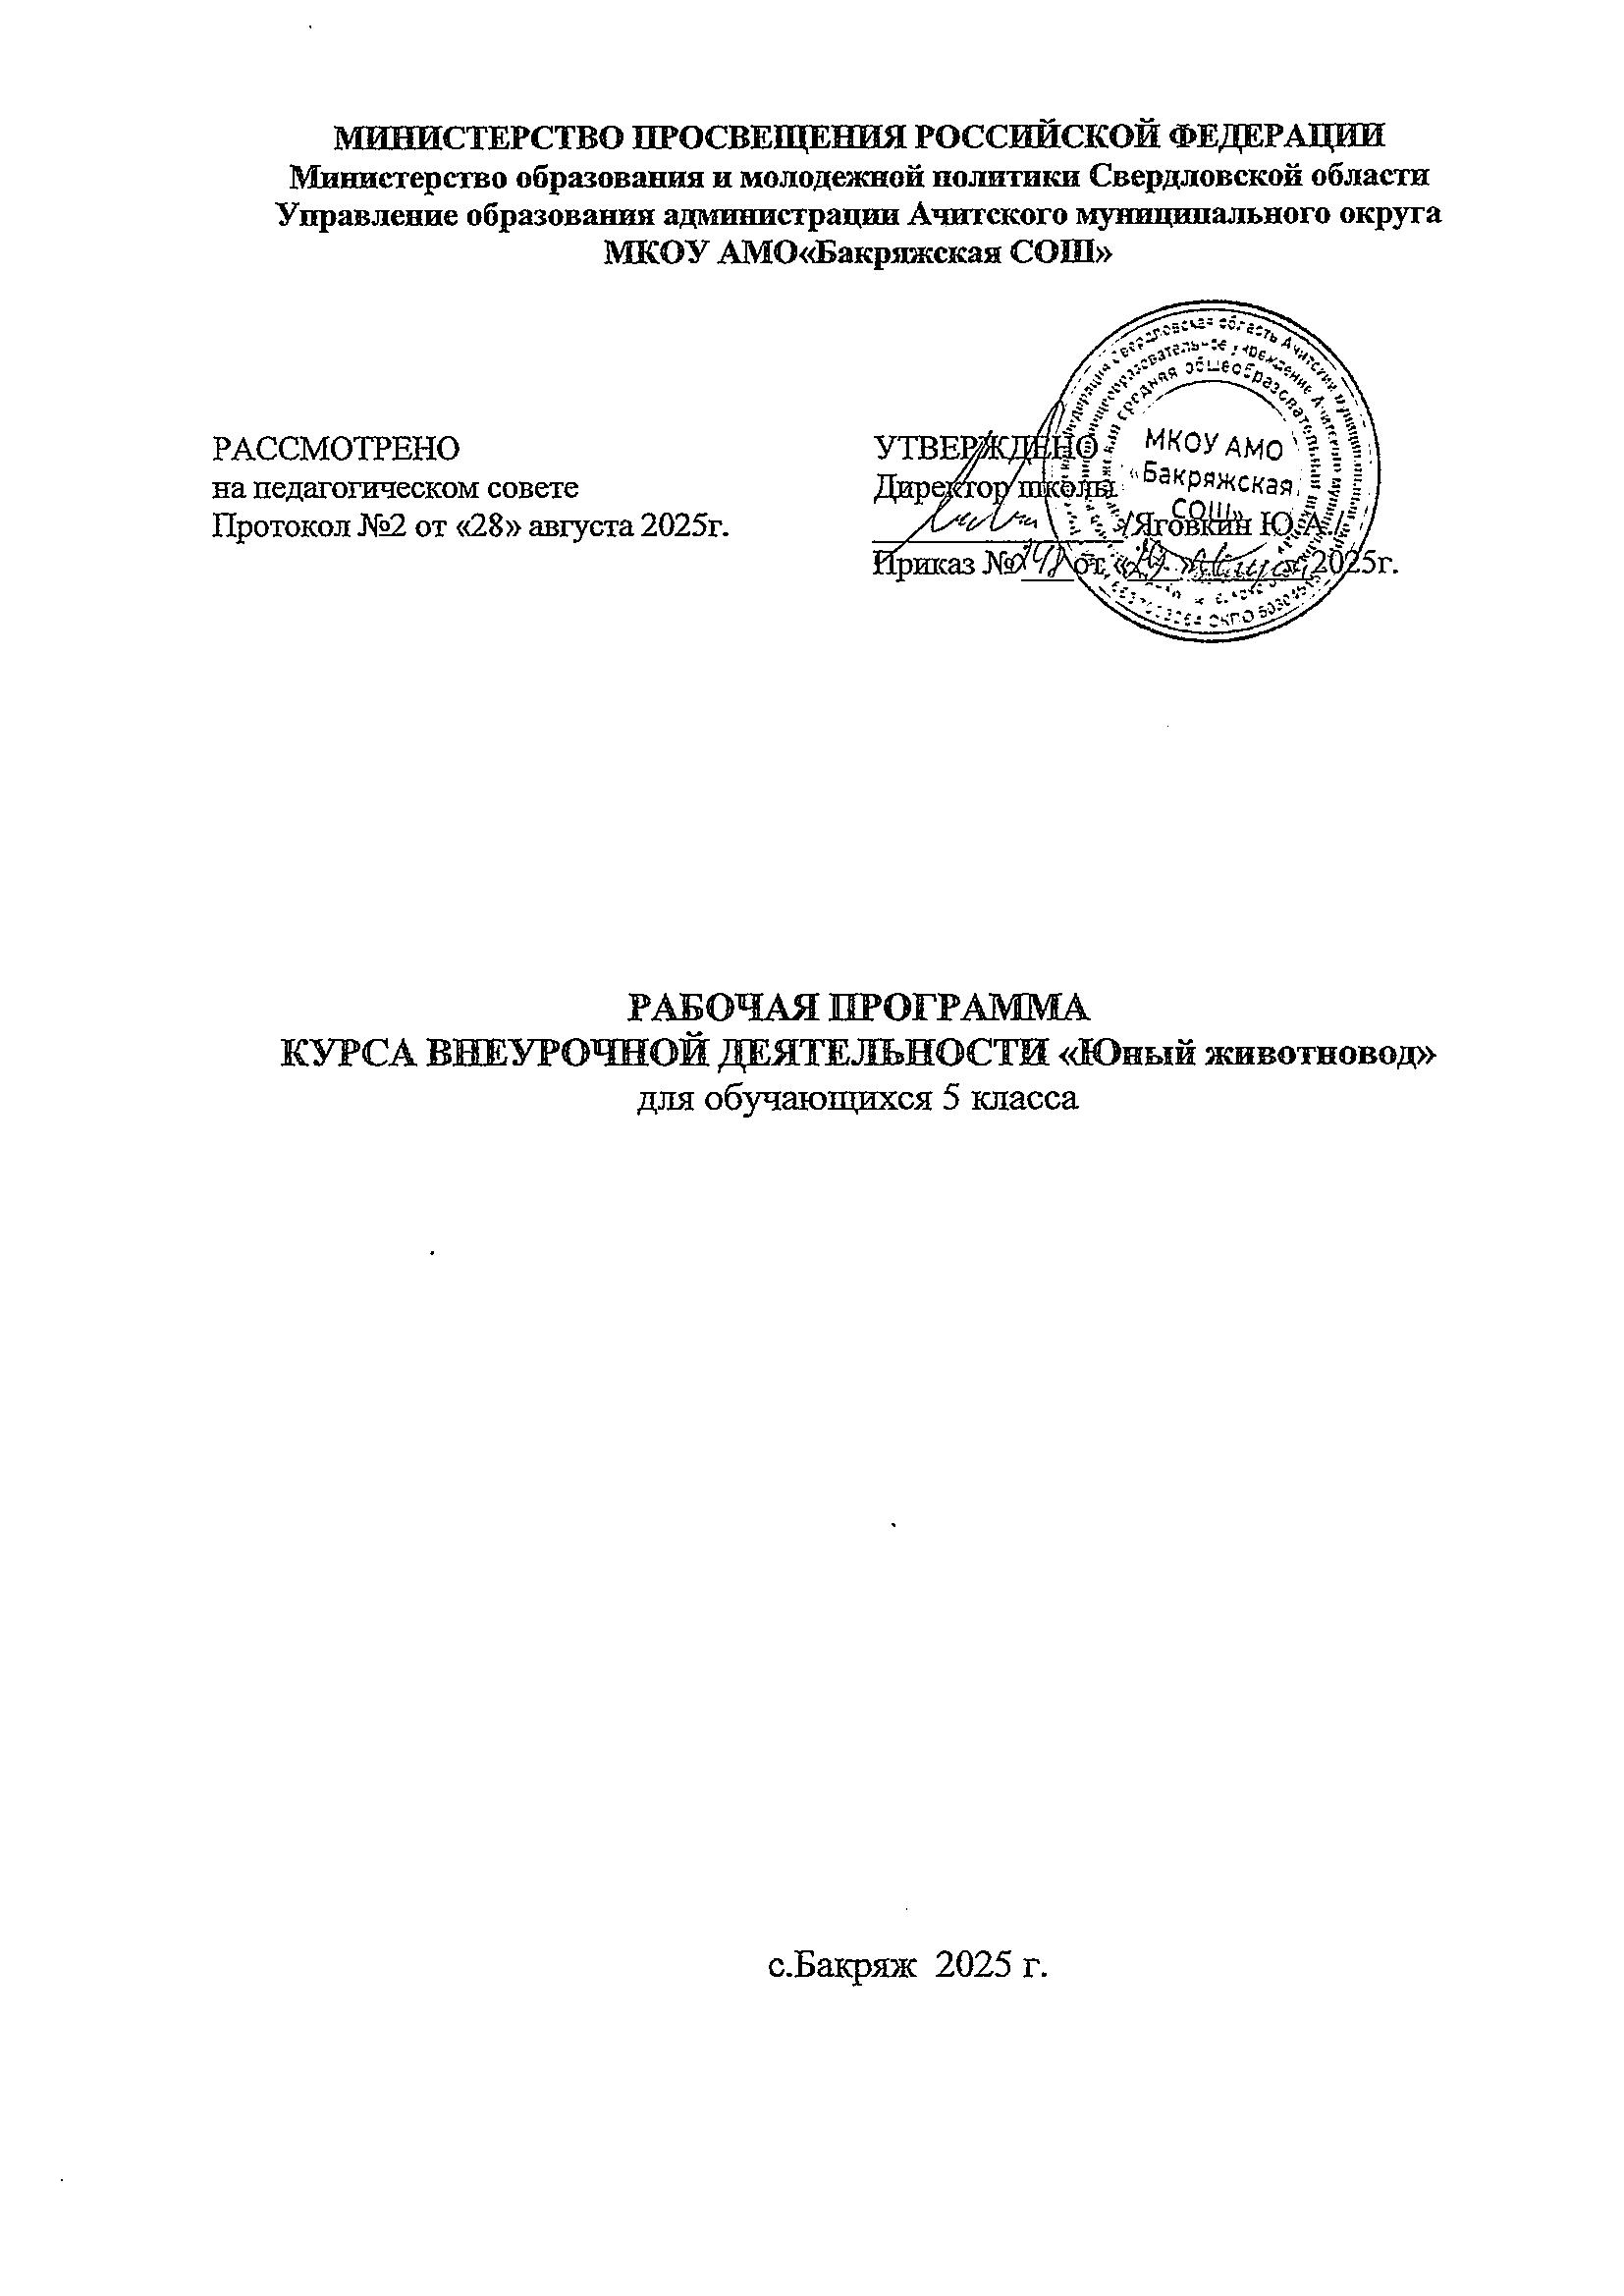 МИНИСТЕРСТВО ПРОСВЕЩЕНИЯ РОССИЙСКОЙ ФЕДЕРАЦИИ
Министерство образования и молодежной политики Свердловской области
Управление образования администрации Ачитского муниципального округа
МКОУ АМО«Бакряжская СОШ»
РАССМОТРЕНО
на педагогическом совете
Протокол №2 от «28» августа 2025г.
УТВЕРЖДЕНО
Директор школы
/Яговкин Ю.А./
Приказ № от « » 2025г.
МКОУ АМО
«Бакряжская
СОШ»
РАБОЧАЯ ПРОГРАММА
КУРСА ВНЕУРОЧНОЙ ДЕЯТЕЛЬНОСТИ «Юный животновод»
для обучающихся 5 класса
с.Бакряж 2025 г.